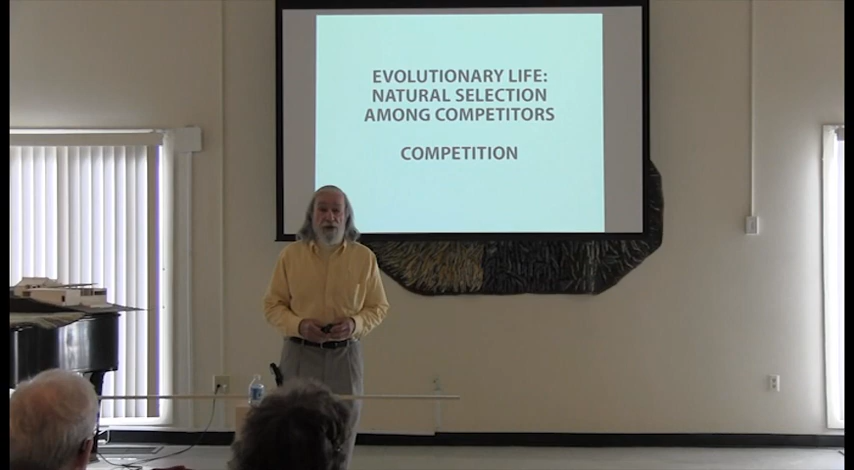 EVOLUTIONARY LIFE:
NATURAL SELECTION
AMONG COMPETITORS
COMPETITION